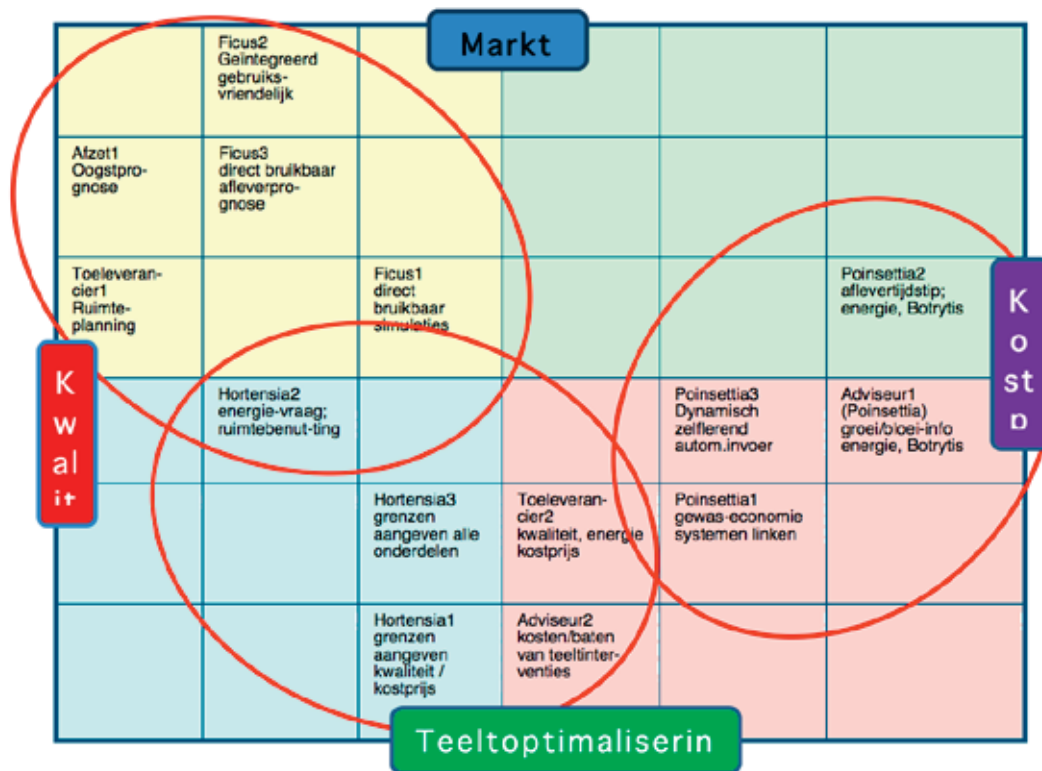 Markt
Ficus2
Geïntegreerd
gebruiks-
vriendelijk
Afzet1
Oogstpro-
gnose
Ficus3
direct bruikbaar
afleverpro-
gnose
Toeleveran-
cier1
Ruimte-
planning
Ficus1
direct
bruikbaar
simulaties
Poinsettia2
aflevertijdstip;
energie, Botrytis
K
o
st
p
K
w
al
it
Hortensia2
energie-vraag;
ruimtebenut-ting
Poinsettia3
Dynamisch
zelflerend
autom.invoer
Adviseur1
(Poinsettia)
groei/bloei-info
energie, Botrytis
Hortensia3
grenzen
aangeven alle
onderdelen
Toeleveran-
cier2
kwaliteit, energie
kostprijs
Poinsettia1
gewas-economie
systemen linken
Hortensia1
grenzen
aangeven
kwaliteit /
kostprijs
Adviseur2
kosten/baten
van teeltinter-
venties
Teeltoptimaliserin